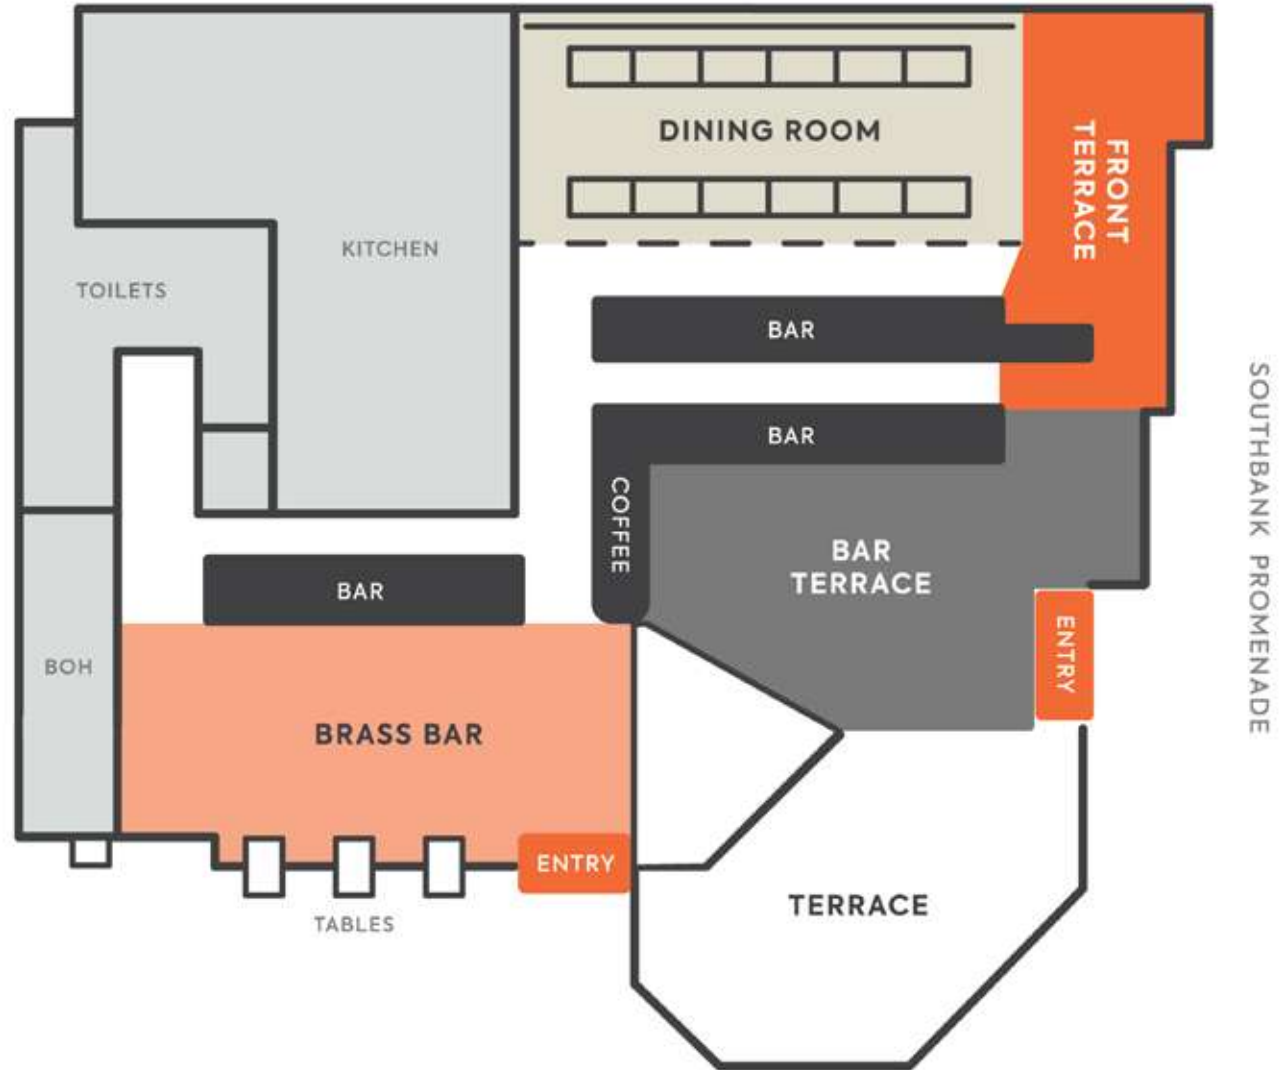 DINING ROOM
FRONT
TERRACE
KITCHEN
TOILETS
BAR
BAR
COFFEE
BAR
TERRACE
SOUTHBANK PROMENADE
BAR
ENTRY
BOH
BRASS BAR
ENTRY
TERRACE
TABLES